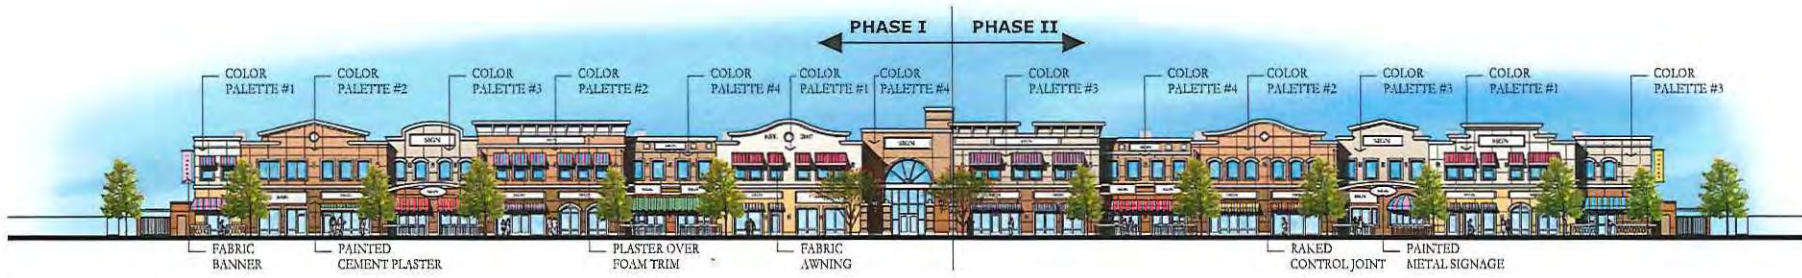 PHASE I
PHASE II
COLOR
PALETTE #1
COLOR
PALETTE #2
COLOR
PALETTE #3
COLOR
PALETTE #2
COLOR
PALETTE #4
COLOR
PALETTE #1
COLOR
PALETTE #4
COLOR
PALETTE #3
COLOR
PALETTE #4
COLOR
PALETTE #2
COLOR
PALETTE #3
COLOR
PALETTE #1
COLOR
PALETTE #3
SIGN
EST. 2007
SIGN
SIGN
SIGN
FABRIC
BANNER
PAINTED
CEMENT PLASTER
PLASTER OVER
FOAM TRIM
FABRIC
AWNING
RAKED
CONTROL JOINT
PAINTED
METAL SIGNAGE